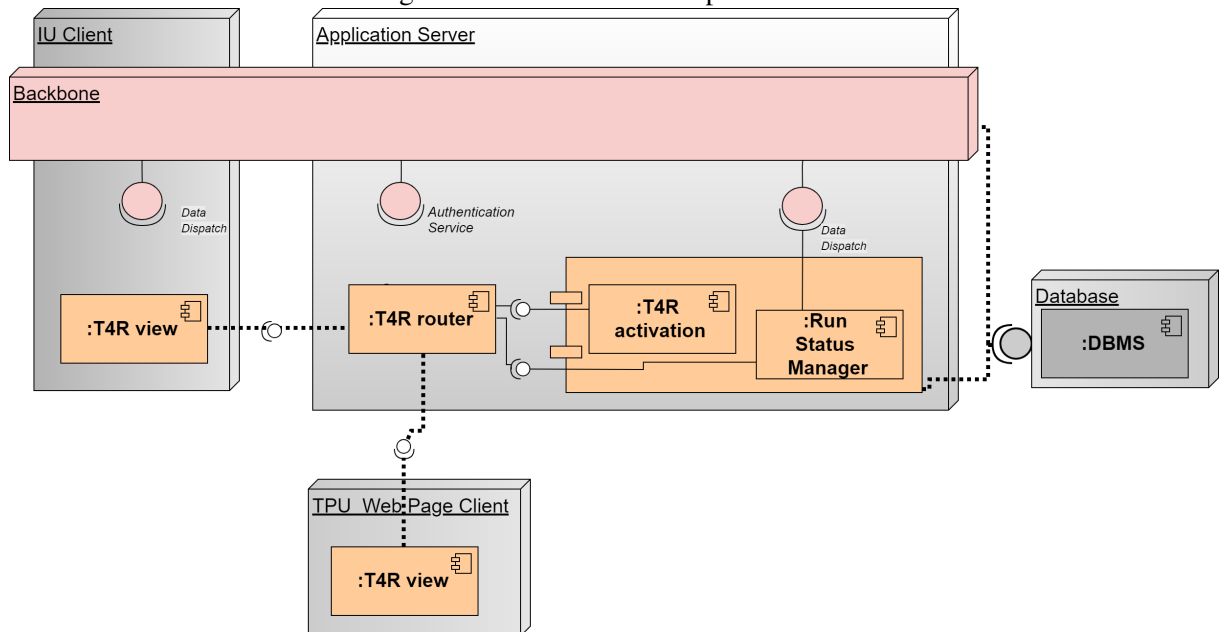 IU Client
Application Server
Backbone
Data
Dispatch
Authentication
Service
Data
Dispatch
:T4R view
:T4R router
:T4R
activation
:Run
Status
Manager
Database
:DBMS
TPU Web Page Client
:T4R view